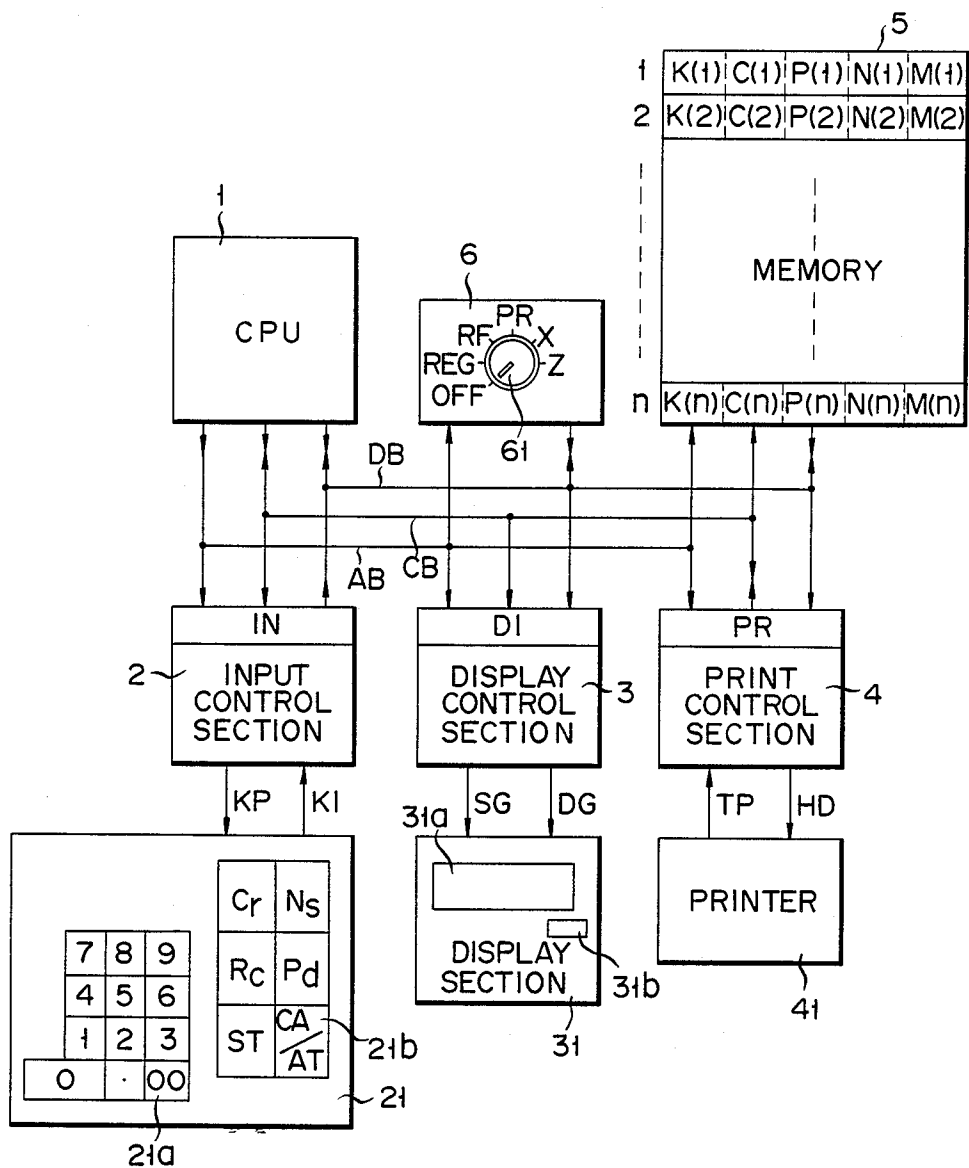 5
1 K(1) C(1) P(1) N(1) M(1)
2 K(2) C(2) P(2) N(2) M(2)
MEMORY
n K(n) C(n) P(n) N(n) M(n)
1
CPU
6
PR
RF X
REG Z
OFF
61
DB
CB
AB
IN
2 INPUT
CONTROL
SECTION
DI
DISPLAY
CONTROL
SECTION
3
PR
PRINT
CONTROL
SECTION
4
KP KI
SG DG
TP HD
31a
DISPLAY
SECTION
31b
31
PRINTER
41
Cr Ns
Rc Pd
ST CA/AT
7 8 9
4 5 6
1 2 3
0 · 00
21b
21
21a